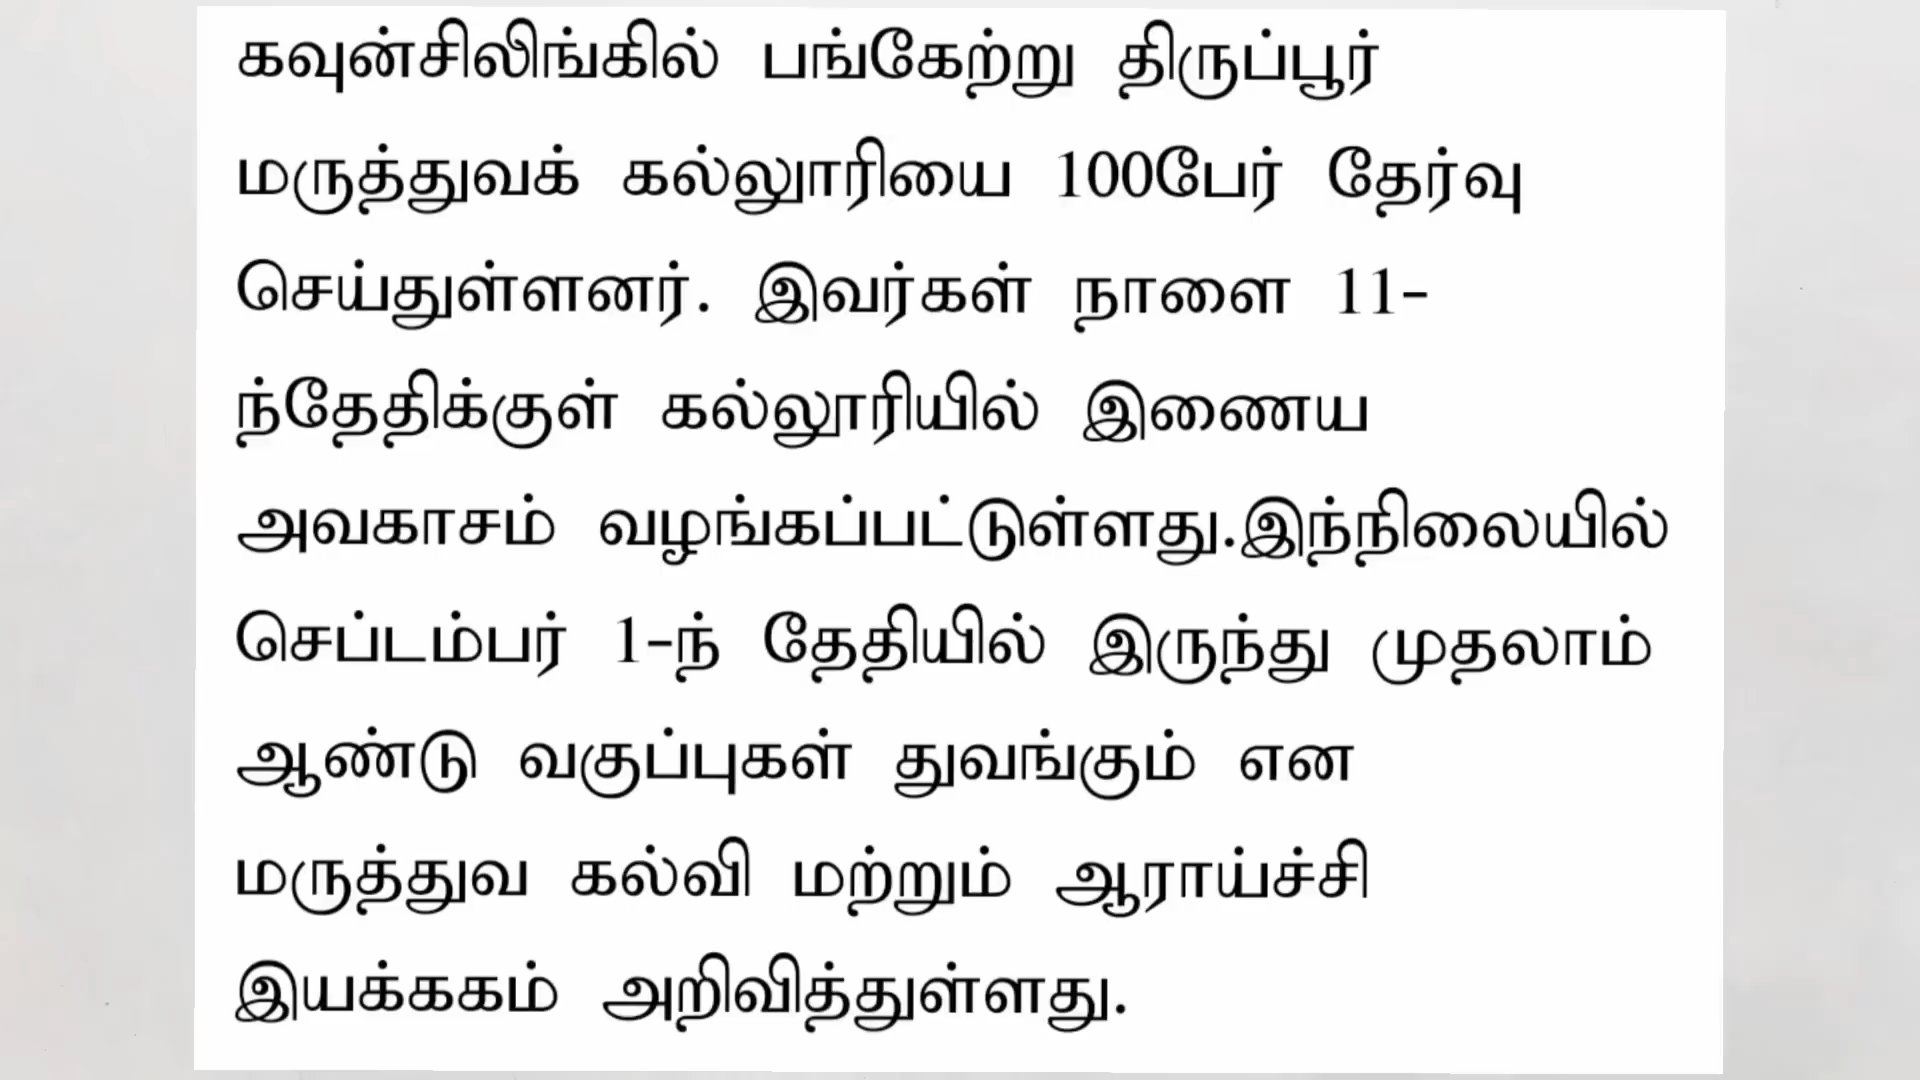 கவுன்சிலிங்கில் பங்கேற்று திருப்பூர்
மருத்துவக் கல்லுாரியை 100பேர் தேர்வு
செய்துள்ளனர். இவர்கள் நாளை 11-
ந்தேதிக்குள் கல்லூரியில் இணைய
அவகாசம் வழங்கப்பட்டுள்ளது.இந்நிலையில்
செப்டம்பர் 1-ந் தேதியில் இருந்து முதலாம்
ஆண்டு வகுப்புகள் துவங்கும் என
மருத்துவ கல்வி மற்றும் ஆராய்ச்சி
இயக்ககம் அறிவித்துள்ளது.